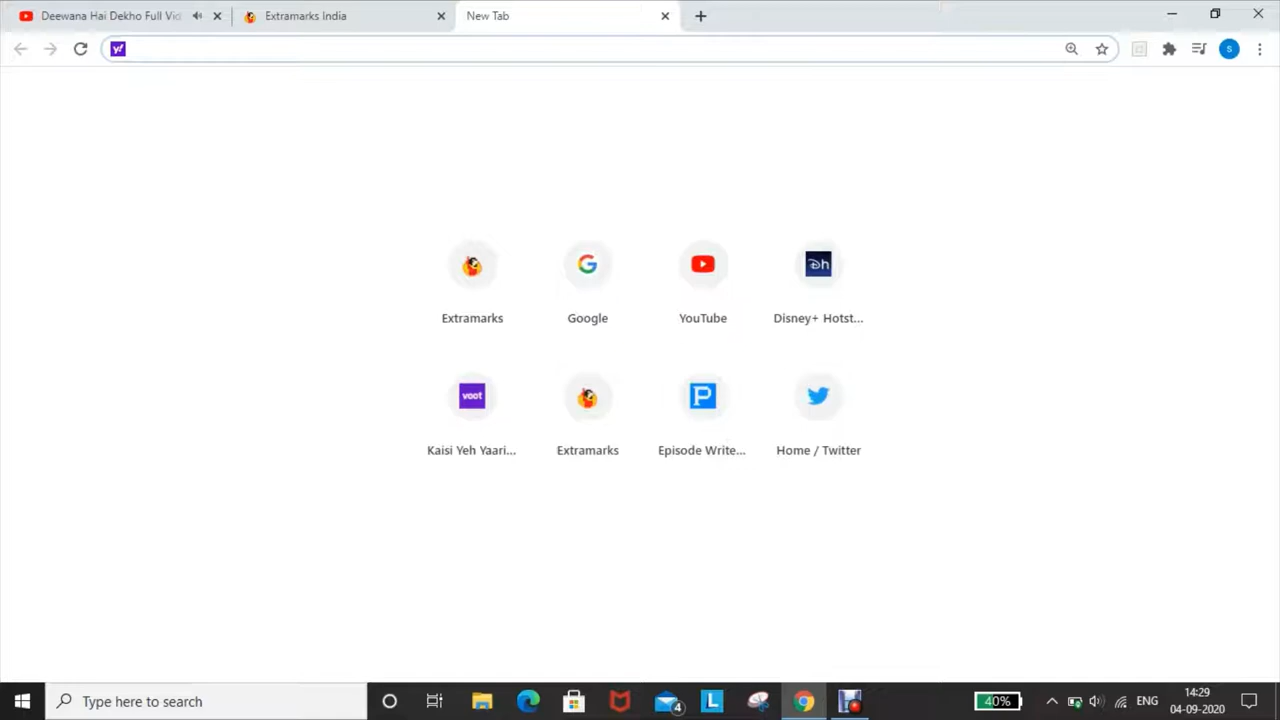 Deewana Hai Dekho Full Vid
Extramarks India
New Tab
y!
s
Extramarks
Google
YouTube
Disney+ Hotst...
voot
Kaisi Yeh Yaari...
Extramarks
Episode Write...
Home / Twitter
Type here to search
4
L
40%
ENG
14:29
04-09-2020